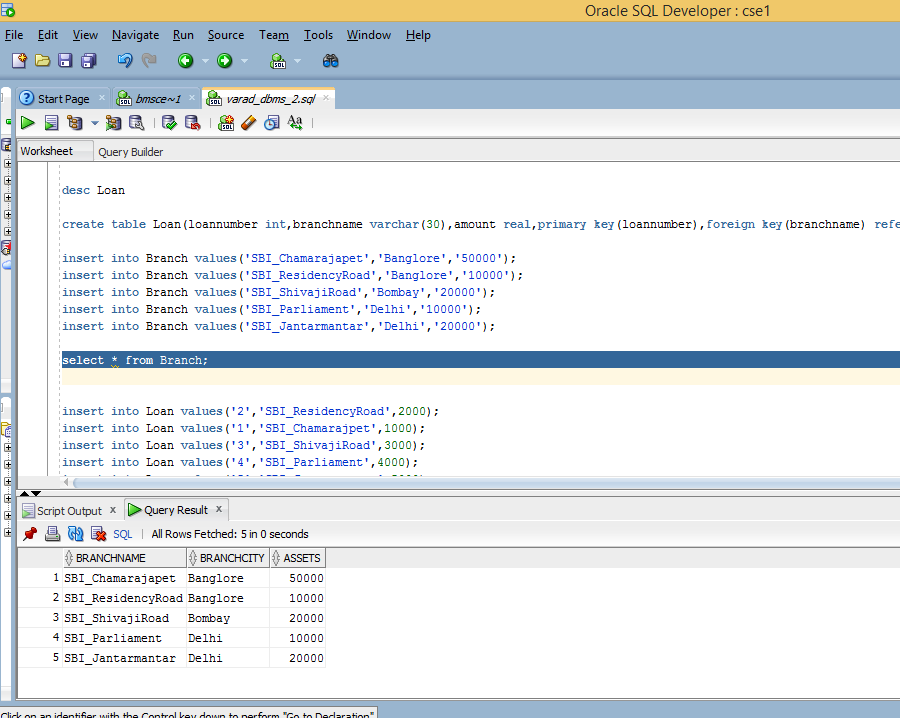 Oracle SQL Developer : cse1
File Edit View Navigate Run Source Team Tools Window Help
Start Page bmsce~1 varad_dbms_2.sql
Worksheet Query Builder
desc Loan
create table Loan(loannumber int,branchname varchar(30),amount real,primary key(loannumber),foreign key(branchname) refe
insert into Branch values('SBI_Chamarajapet','Banglore','50000');
insert into Branch values('SBI_ResidencyRoad','Banglore','10000');
insert into Branch values('SBI_ShivajiRoad','Bombay','20000');
insert into Branch values('SBI_Parliament','Delhi','10000');
insert into Branch values('SBI_Jantarmantar','Delhi','20000');
select * from Branch;
insert into Loan values('2','SBI_ResidencyRoad',2000);
insert into Loan values('1','SBI_Chamarajpet',1000);
insert into Loan values('3','SBI_ShivajiRoad',3000);
insert into Loan values('4','SBI_Parliament',4000);
Script Output x Query Result x
SQL | All Rows Fetched: 5 in 0 seconds
BRANCHNAME BRANCHCITY ASSETS
1 SBI_Chamarajapet Banglore 50000
2 SBI_ResidencyRoad Banglore 10000
3 SBI_ShivajiRoad Bombay 20000
4 SBI_Parliament Delhi 10000
5 SBI_Jantarmantar Delhi 20000
Click on an identifier with the Control key down to perform "Go to Declaration"